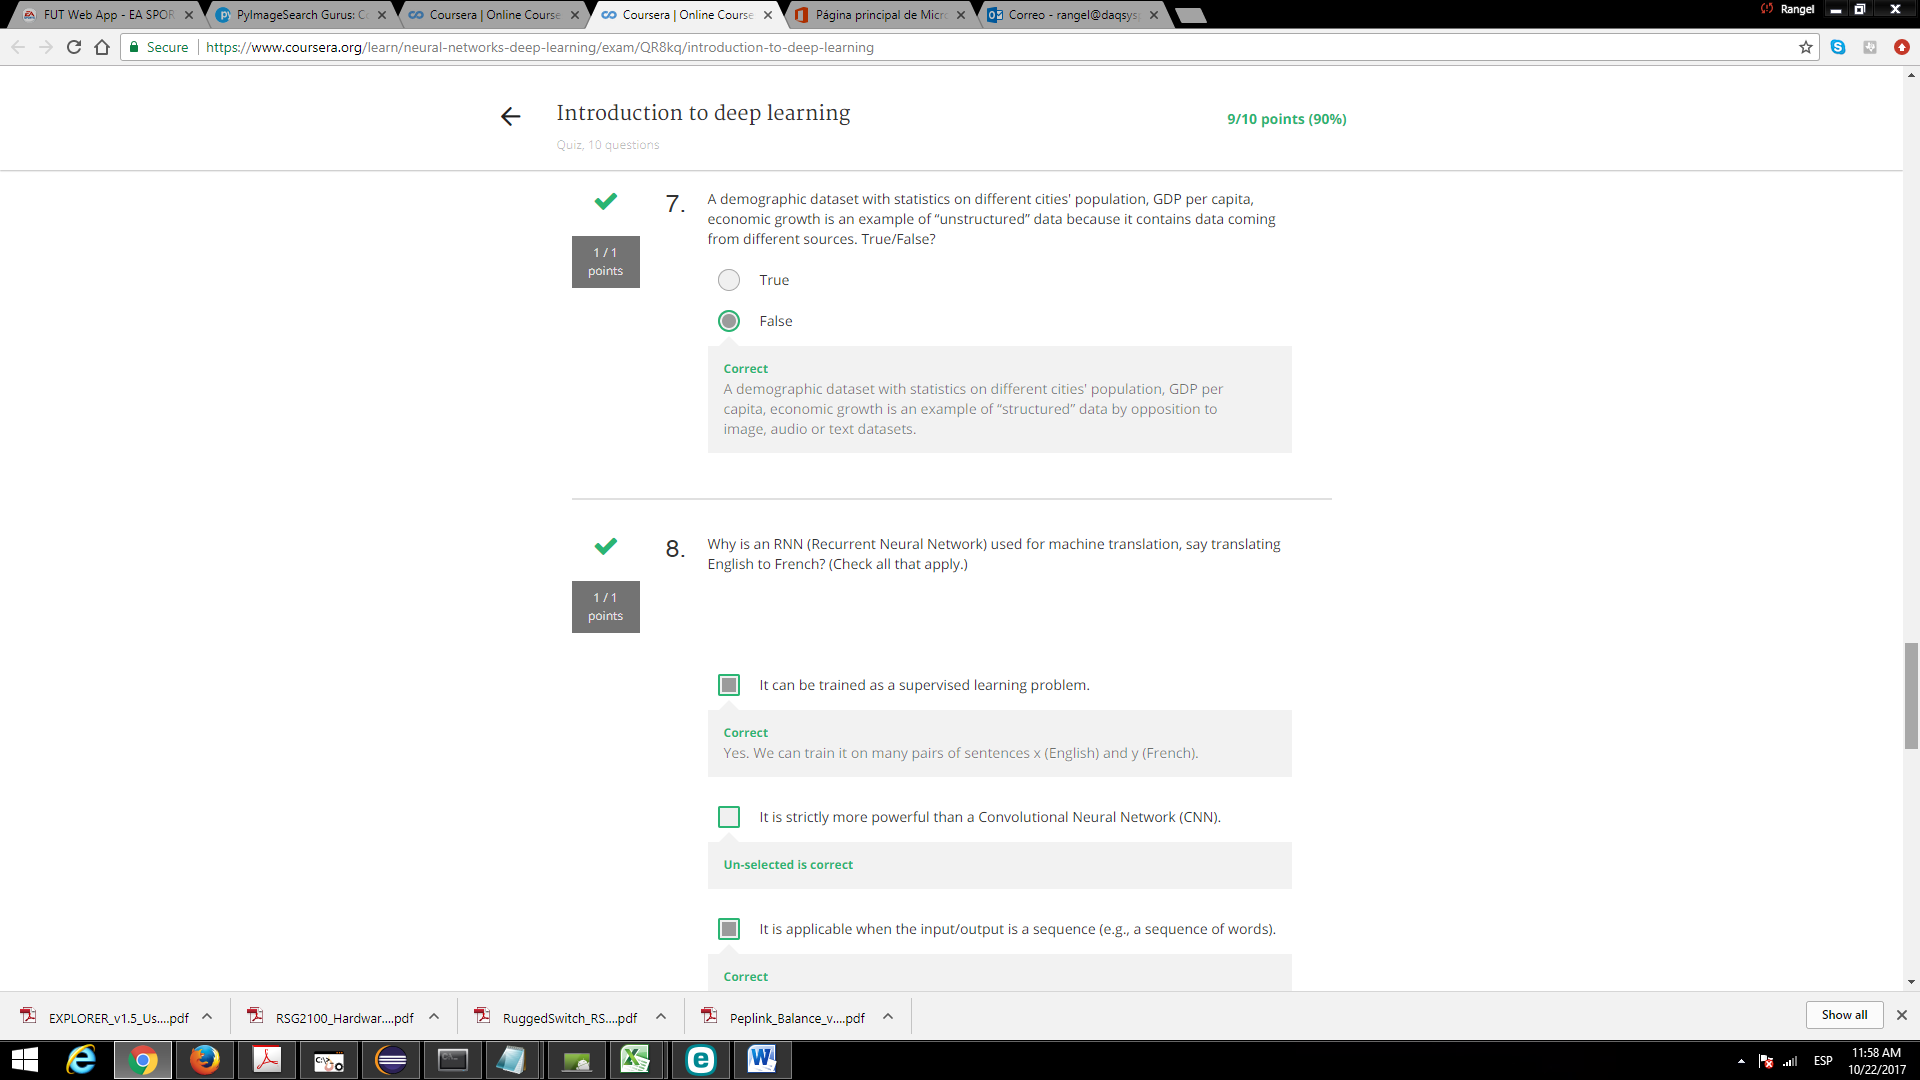 FUT Web App - EA SPOR
PyImageSearch Gurus: C
Coursera | Online Course
Coursera | Online Course
Página principal de Micro
Correo - rangel@daqsys
Rangel
Secure
https://www.coursera.org/learn/neural-networks-deep-learning/exam/QR8kq/introduction-to-deep-learning
Introduction to deep learning
9/10 points (90%)
Quiz, 10 questions
7.
A demographic dataset with statistics on different cities' population, GDP per capita,
economic growth is an example of “unstructured” data because it contains data coming
from different sources. True/False?
1 / 1
points
True
False
Correct
A demographic dataset with statistics on different cities' population, GDP per
capita, economic growth is an example of “structured” data by opposition to
image, audio or text datasets.
8.
Why is an RNN (Recurrent Neural Network) used for machine translation, say translating
English to French? (Check all that apply.)
1 / 1
points
It can be trained as a supervised learning problem.
Correct
Yes. We can train it on many pairs of sentences x (English) and y (French).
It is strictly more powerful than a Convolutional Neural Network (CNN).
Un-selected is correct
It is applicable when the input/output is a sequence (e.g., a sequence of words).
Correct
EXPLORER_v1.5_Us....pdf
RSG2100_Hardwar....pdf
RuggedSwitch_RS....pdf
Peplink_Balance_v....pdf
Show all
ESP
11:58 AM
10/22/2017